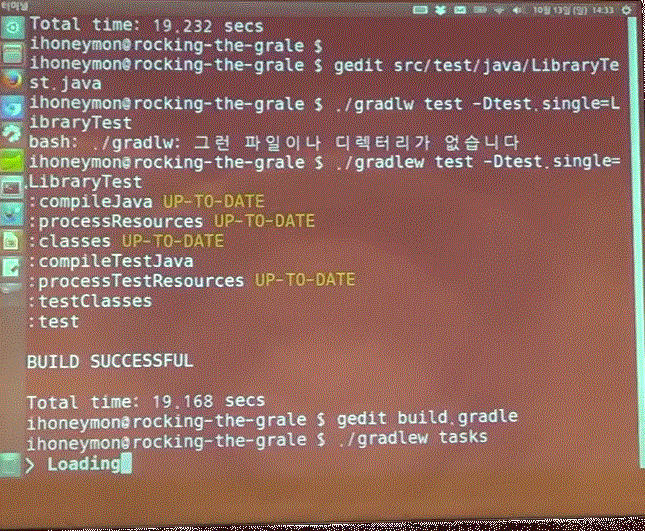 터미널
10월 13일(일) 14:33
Total time: 19.232 secs
ihoneymon@rocking-the-grale $
ihoneymon@rocking-the-grale $ gedit src/test/java/LibraryTe
st.java
ihoneymon@rocking-the-grale $ ./gradlw test -Dtest.single=L
ibraryTest
bash: ./gradlw: 그런 파일이나 디렉터리가 없습니다
ihoneymon@rocking-the-grale $ ./gradlew test -Dtest.single=
LibraryTest
:compileJava UP-TO-DATE
:processResources UP-TO-DATE
:classes UP-TO-DATE
:compileTestJava
:processTestResources UP-TO-DATE
:testClasses
:test
BUILD SUCCESSFUL
Total time: 19.168 secs
ihoneymon@rocking-the-grale $ gedit build.gradle
ihoneymon@rocking-the-grale $ ./gradlew tasks
> Loading